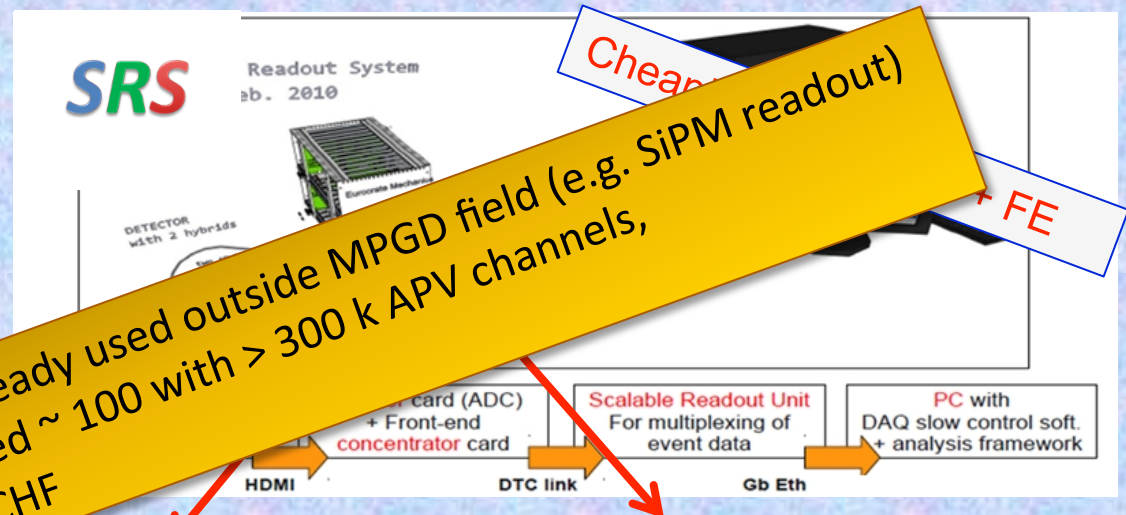 SRS
Readout System
eb. 2010
Eurocrate Mechanics
DETECTOR
with 2 hybrids
+ FE
eady used outside MPGD field (e.g. SiPM readout)
ed ~ 100 with > 300 k APV channels,
CHF
card (ADC)
+ Front-end
concentrator card
Scalable Readout Unit
For multiplexing of
event data
PC with
DAQ slow control soft.
+ analysis framework
HDMI
DTC link
Gb Eth